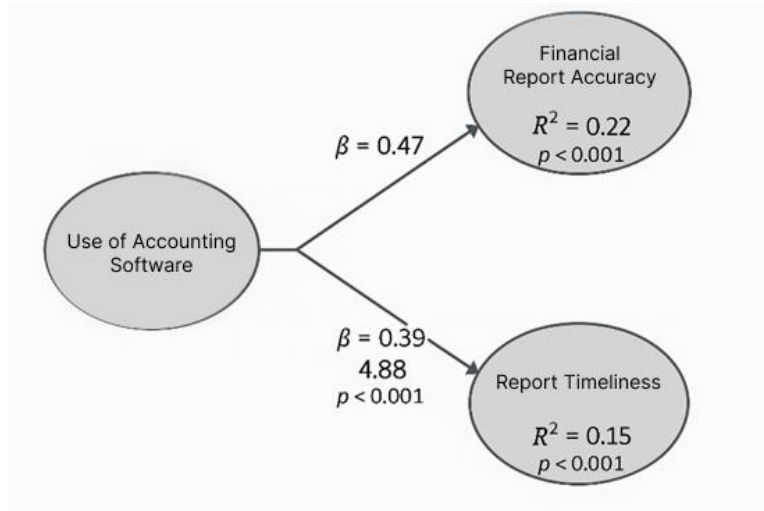 Financial
Report Accuracy
R² = 0.22
p < 0.001
β = 0.47
Use of Accounting
Software
β = 0.39
4.88
p < 0.001
Report Timeliness
R² = 0.15
p < 0.001